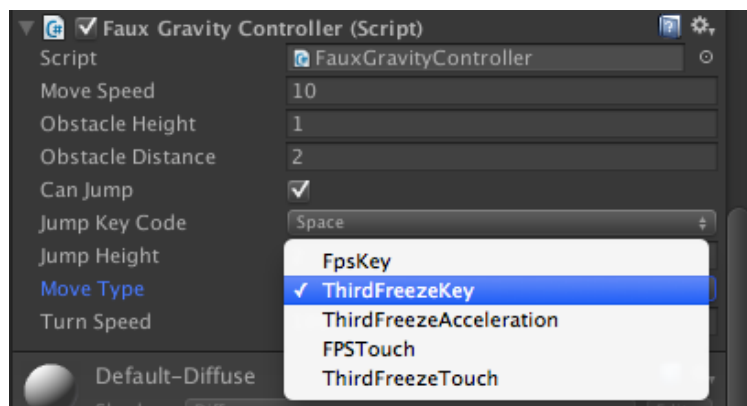 Faux Gravity Controller (Script)
Script FauxGravityController
Move Speed 10
Obstacle Height 1
Obstacle Distance 2
Can Jump
Jump Key Code Space
Jump Height
FpsKey
Move Type ✓ ThirdFreezeKey
Turn Speed ThirdFreezeAcceleration
FPSTouch
Default-Diffuse ThirdFreezeTouch